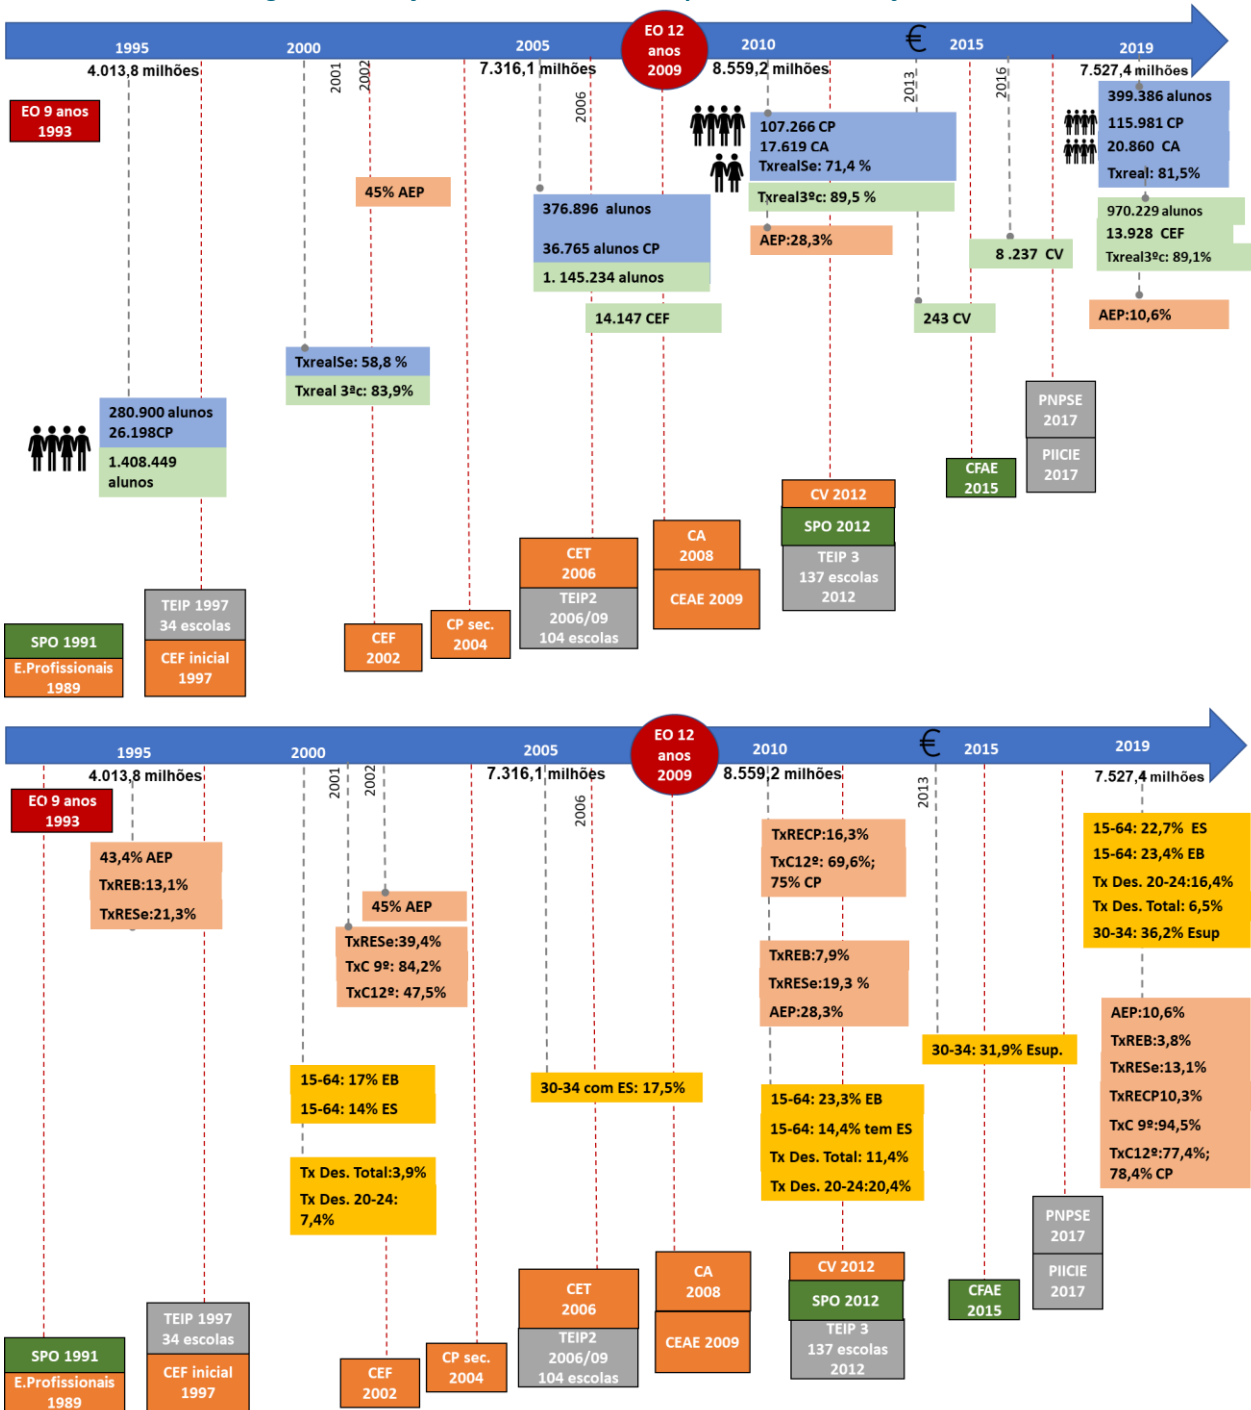 EO 12
anos
2009
1995
2000
2005
2010
€
2015
2019
4.013,8 milhões
2001
2002
7.316,1 milhões
2006
8.559,2 milhões
2013
2016
7.527,4 milhões
EO 9 anos
1993
45% AEP
376.896 alunos
36.765 alunos CP
1. 145.234 alunos
14.147 CEF
107.266 CP
17.619 CA
TxrealSe: 71,4 %
Txreal3ºc: 89,5 %
AEP:28,3%
8 .237 CV
243 CV
399.386 alunos
115.981 CP
20.860 CA
Txreal: 81,5%
970.229 alunos
13.928 CEF
Txreal3ºc: 89,1%
AEP:10,6%
TxrealSe: 58,8 %
Txreal 3ªc: 83,9%
280.900 alunos
26.198CP
1.408.449
alunos
PNPSE
2017
PIICIE
2017
CFAE
2015
CV 2012
SPO 2012
TEIP 3
137 escolas
2012
CA
2008
CEAE 2009
CET
2006
TEIP2
2006/09
104 escolas
CP sec.
2004
CEF
2002
TEIP 1997
34 escolas
CEF inicial
1997
SPO 1991
E.Profissionais
1989
EO 12
anos
2009
1995
2000
2005
2010
€
2015
2019
4.013,8 milhões
2001
2002
7.316,1 milhões
2006
8.559,2 milhões
2013
7.527,4 milhões
EO 9 anos
1993
43,4% AEP
TxREB:13,1%
TxRESe:21,3%
45% AEP
TxRESe:39,4%
TxC 9º: 84,2%
TxC12º: 47,5%
15-64: 17% EB
15-64: 14% ES
Tx Des. Total:3,9%
Tx Des. 20-24:
7,4%
30-34 com ES: 17,5%
TxRECP:16,3%
TxC12º: 69,6%;
75% CP
TxREB:7,9%
TxRESe:19,3 %
AEP:28,3%
15-64: 23,3% EB
15-64: 14,4% tem ES
Tx Des. Total: 11,4%
Tx Des. 20-24:20,4%
30-34: 31,9% Esup.
15-64: 22,7% ES
15-64: 23,4% EB
Tx Des. 20-24:16,4%
Tx Des. Total: 6,5%
30-34: 36,2% Esup
AEP:10,6%
TxREB:3,8%
TxRESe:13,1%
TxRECP10,3%
TxC 9º:94,5%
TxC12º:77,4%;
78,4% CP
PNPSE
2017
PIICIE
2017
CFAE
2015
CV 2012
SPO 2012
TEIP 3
137 escolas
2012
CA
2008
CEAE 2009
CET
2006
TEIP2
2006/09
104 escolas
CP sec.
2004
CEF
2002
TEIP 1997
34 escolas
CEF inicial
1997
SPO 1991
E.Profissionais
1989